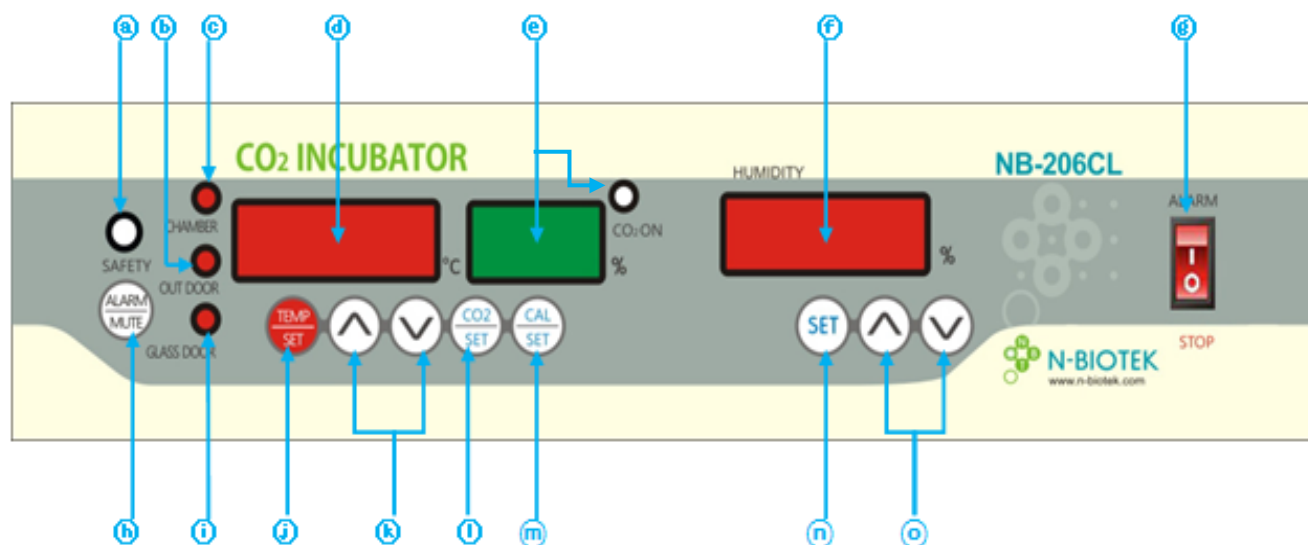 ⓐ ⓑ ⓒ ⓓ ⓔ ⓕ ⓖ
CO₂ INCUBATOR
HUMIDITY
NB-206CL
ALARM
CHAMBER
CO₂ ON
SAFETY
°C
%
%
OUT DOOR
I
O
ALARM
MUTE
GLASS DOOR
TEMP
SET
CO2
SET
CAL
SET
SET
STOP
N B T
N-BIOTEK
www.n-biotek.com
ⓗ ⓘ ⓙ ⓚ ⓛ ⓜ ⓝ ⓞ